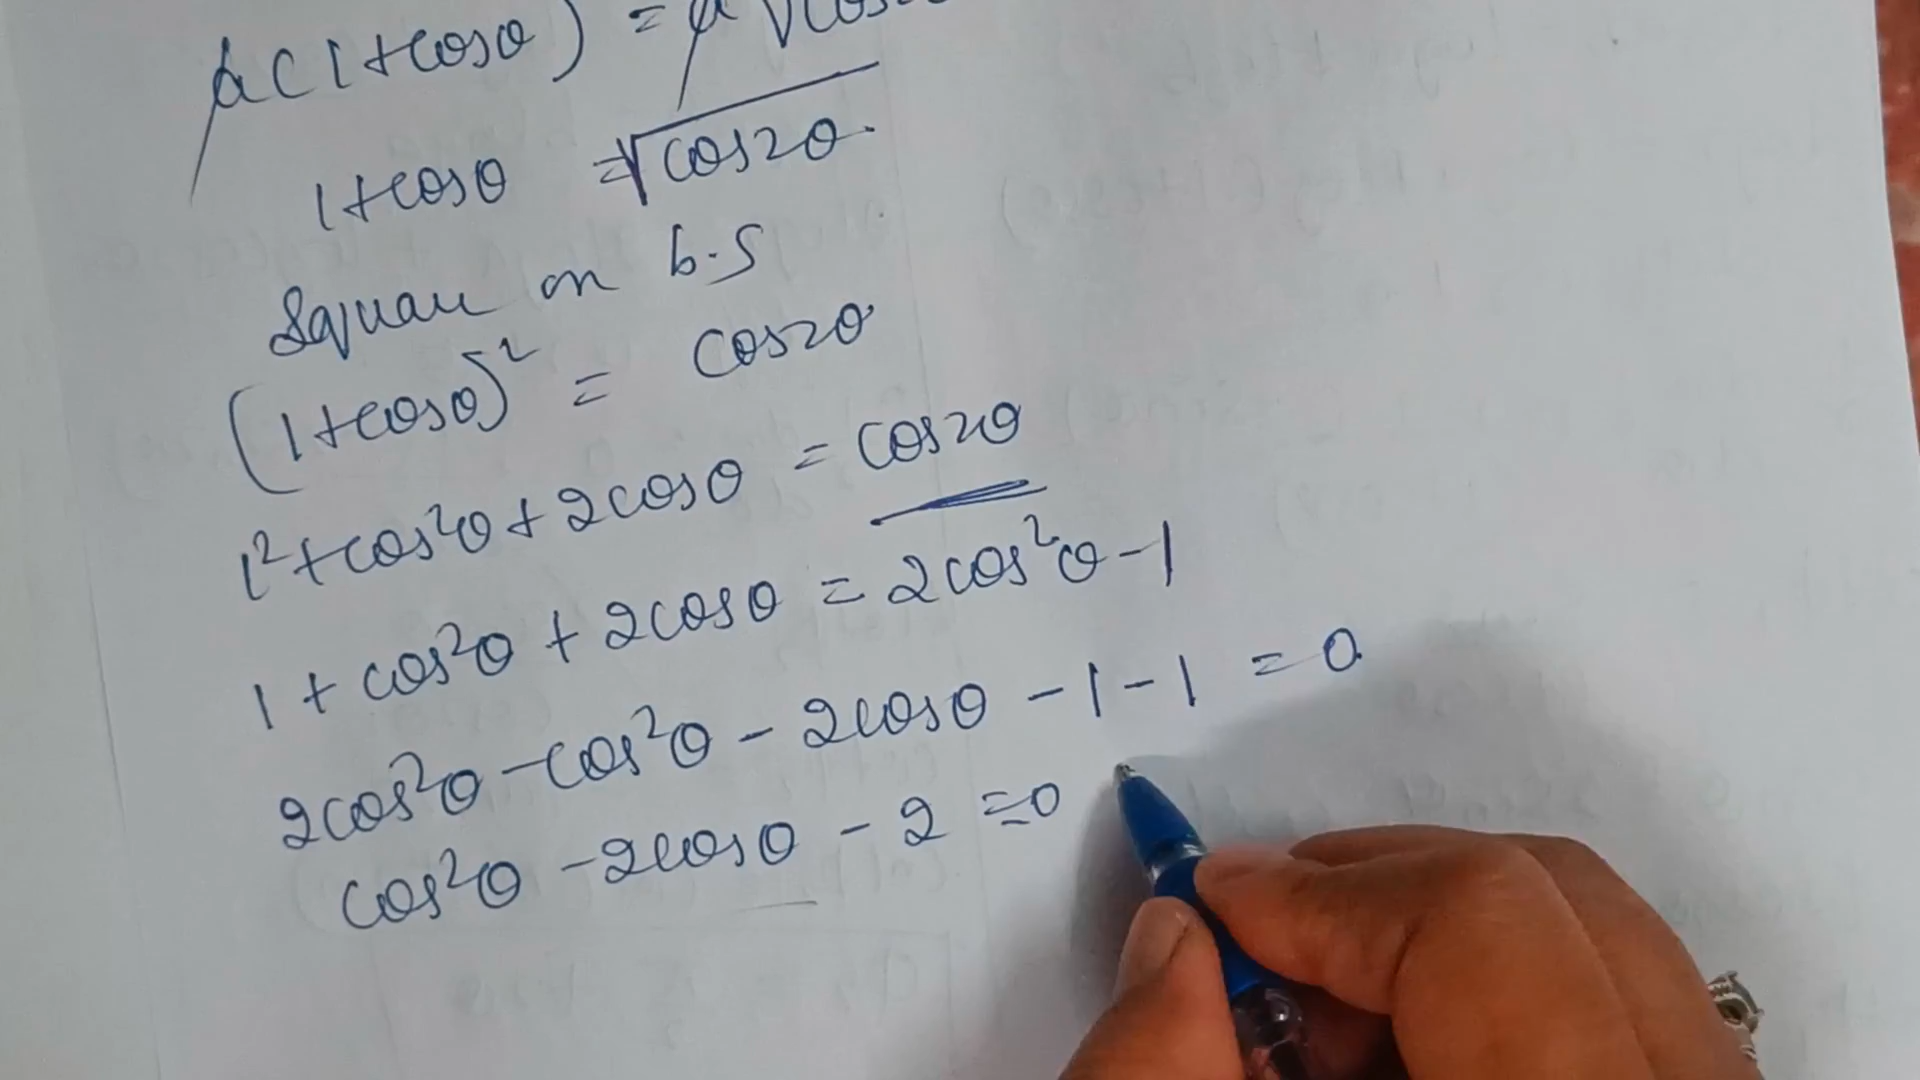 a(1+cosθ) = a√cos
1+cosθ = √cos2θ
Square on b.s
(1+cosθ)² = cos2θ
1²+cos²θ+2cosθ = cos2θ
1+cos²θ+2cosθ = 2cos²θ-1
2cos²θ-cos²θ-2cosθ-1-1 = 0
cos²θ-2cosθ-2 = 0